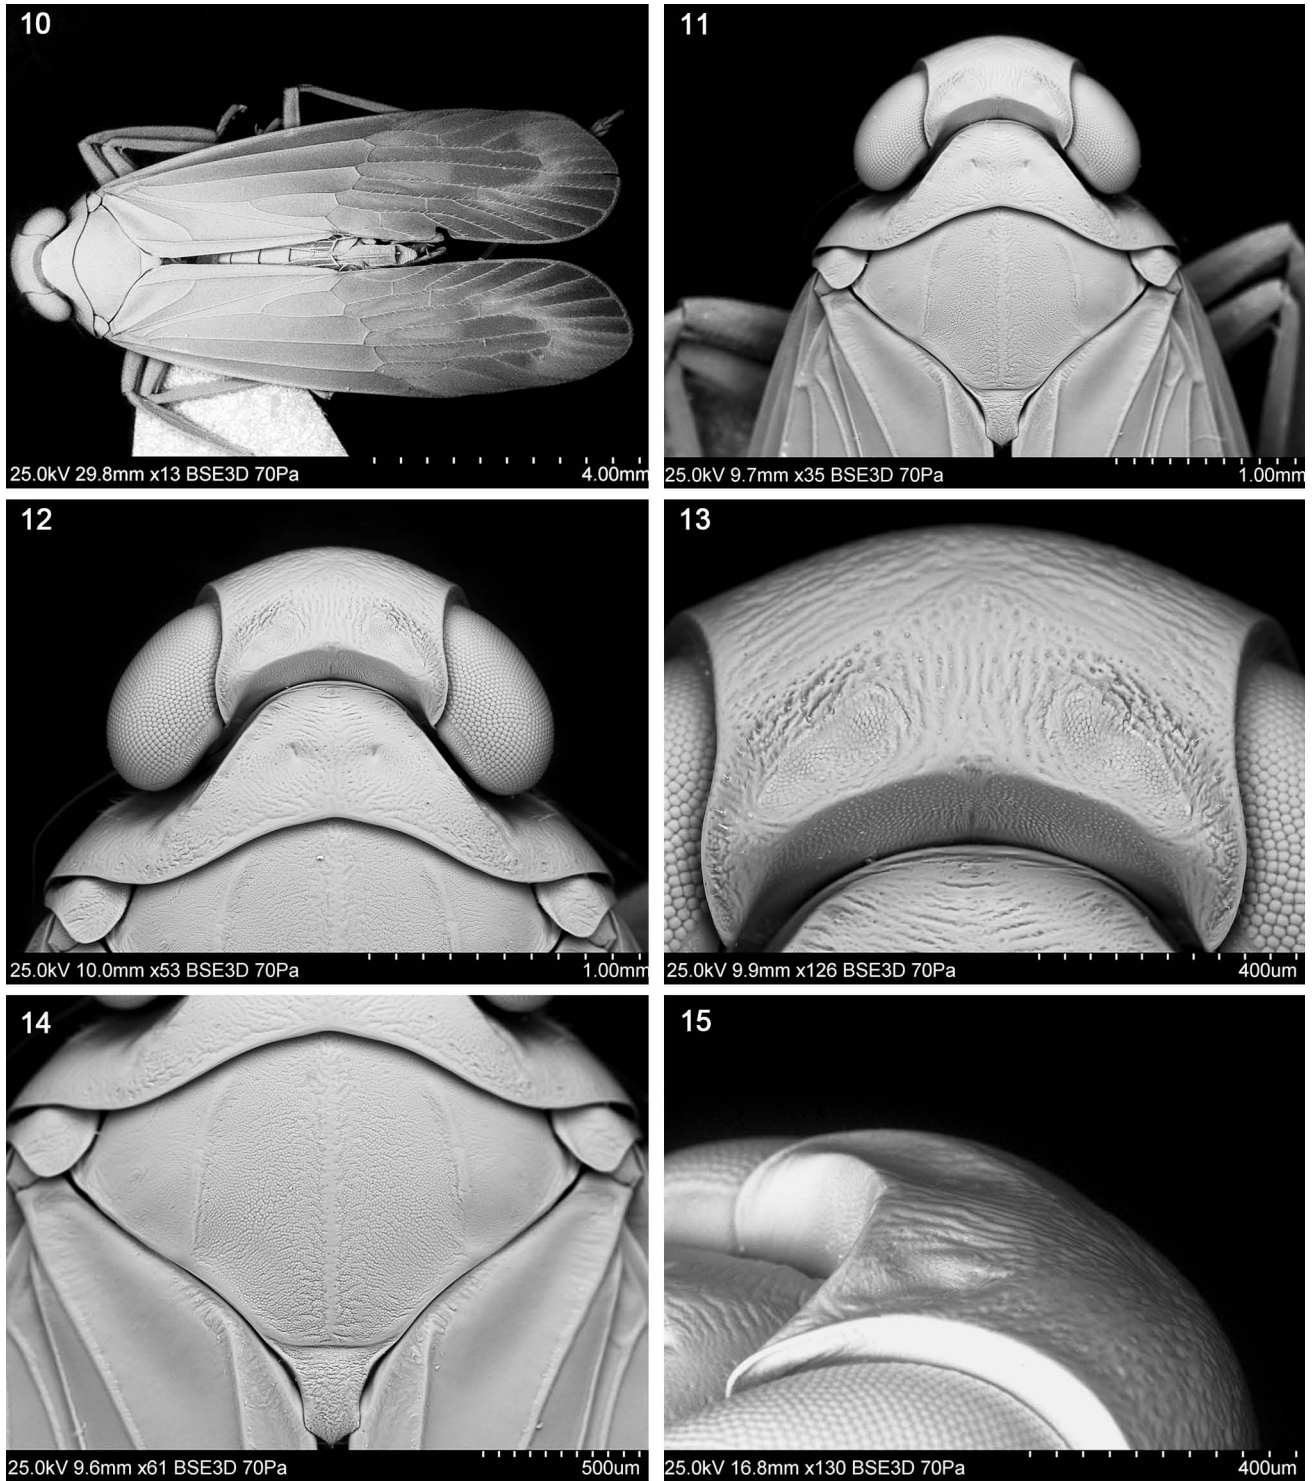 10
25.0kV 29.8mm x13 BSE3D 70Pa 4.00mm
11
25.0kV 9.7mm x35 BSE3D 70Pa 1.00mm
12
25.0kV 10.0mm x53 BSE3D 70Pa 1.00mm
13
25.0kV 9.9mm x126 BSE3D 70Pa 400um
14
25.0kV 9.6mm x61 BSE3D 70Pa 500um
15
25.0kV 16.8mm x130 BSE3D 70Pa 400um